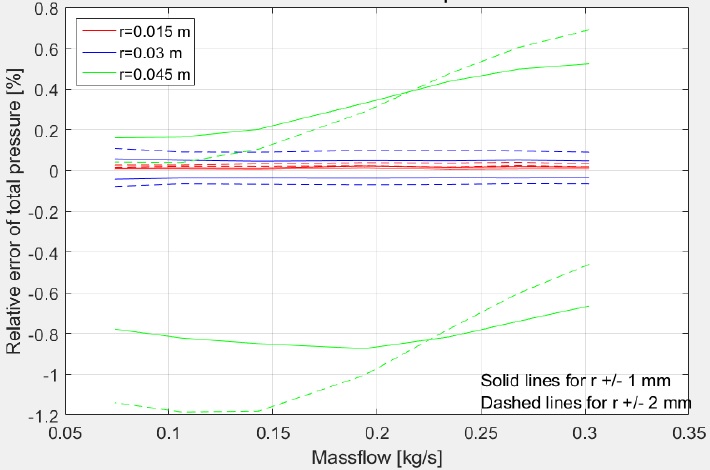 0.8
0.6
0.4
0.2
0
-0.2
-0.4
-0.6
-0.8
-1
-1.2
Relative error of total pressure [%]
r=0.015 m
r=0.03 m
r=0.045 m
Solid lines for r +/- 1 mm
Dashed lines for r +/- 2 mm
0.05 0.1 0.15 0.2 0.25 0.3 0.35
Massflow [kg/s]